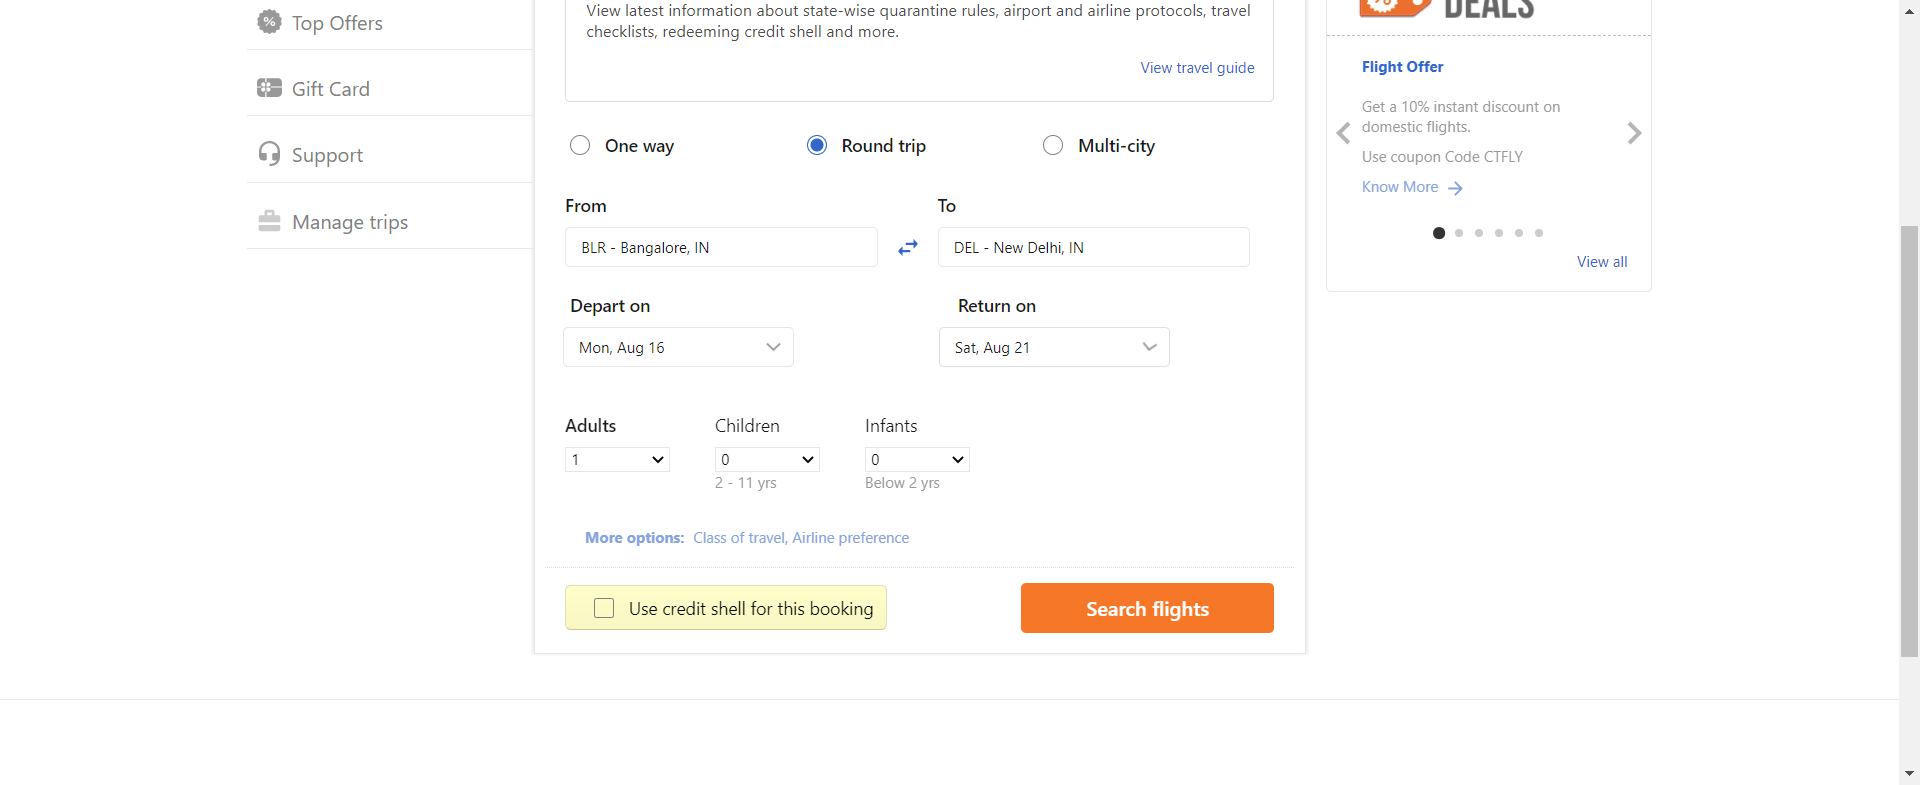 Top Offers
Gift Card
Support
Manage trips
View latest information about state-wise quarantine rules, airport and airline protocols, travel
checklists, redeeming credit shell and more.
View travel guide
One way
Round trip
Multi-city
From
To
BLR - Bangalore, IN
DEL - New Delhi, IN
Depart on
Return on
Mon, Aug 16
Sat, Aug 21
Adults
Children
Infants
1
0
0
2 - 11 yrs
Below 2 yrs
More options: Class of travel, Airline preference
Use credit shell for this booking
Search flights
DEALS
Flight Offer
Get a 10% instant discount on
domestic flights.
Use coupon Code CTFLY
Know More
View all